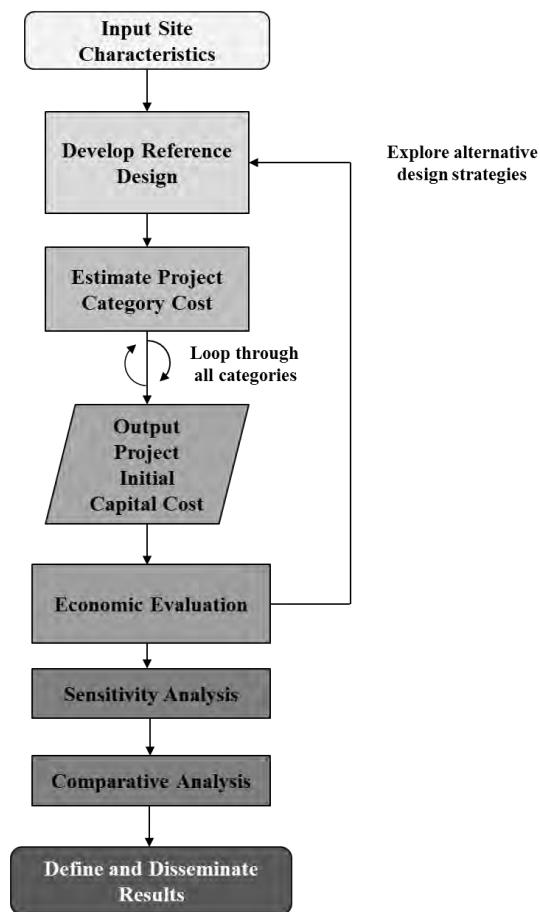 Input Site
Characteristics
Develop Reference
Design
Explore alternative
design strategies
Estimate Project
Category Cost
Loop through
all categories
Output
Project
Initial
Capital Cost
Economic Evaluation
Sensitivity Analysis
Comparative Analysis
Define and Disseminate
Results